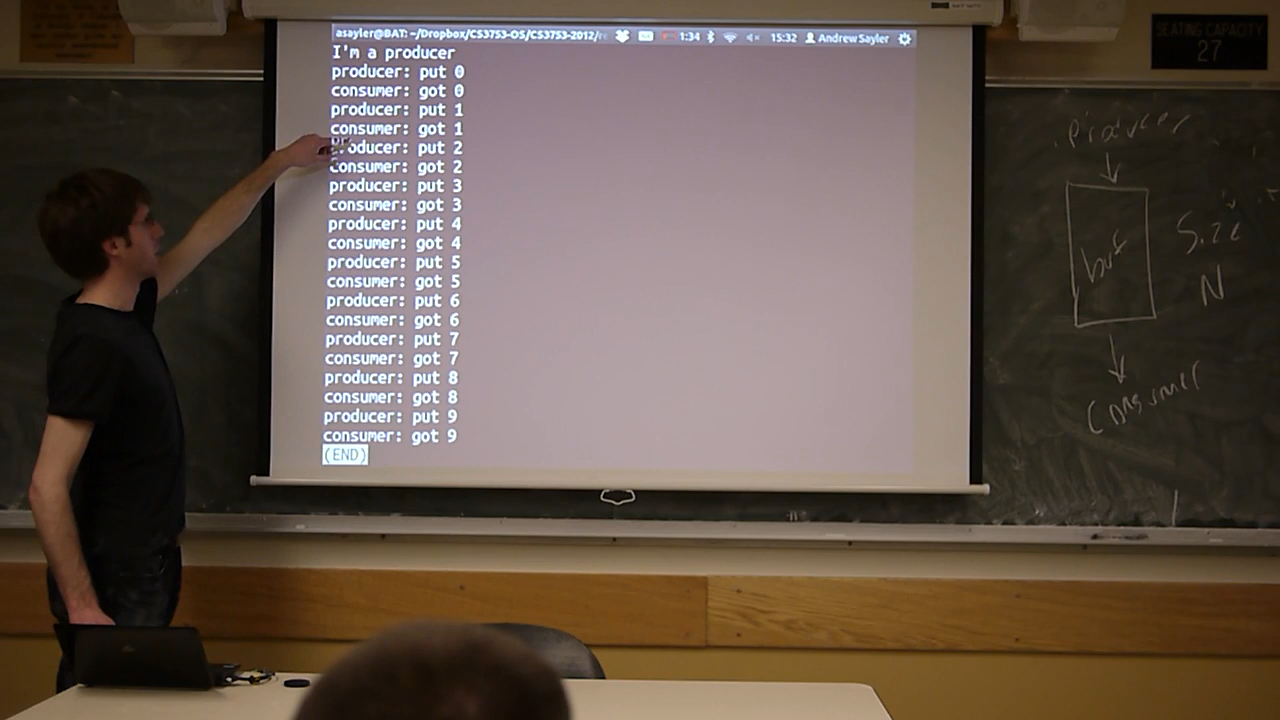 asayler@BAT: ~/Dropbox/CS3753-OS/CS3753-2012/r 1:34 15:32 Andrew Sayler
I'm a producer
producer: put 0
consumer: got 0
producer: put 1
consumer: got 1
producer: put 2
consumer: got 2
producer: put 3
consumer: got 3
producer: put 4
consumer: got 4
producer: put 5
consumer: got 5
producer: put 6
consumer: got 6
producer: put 7
consumer: got 7
producer: put 8
consumer: got 8
producer: put 9
consumer: got 9
(END)
SEATING CAPACITY
27
Producer
buf
Size
N
Consumer